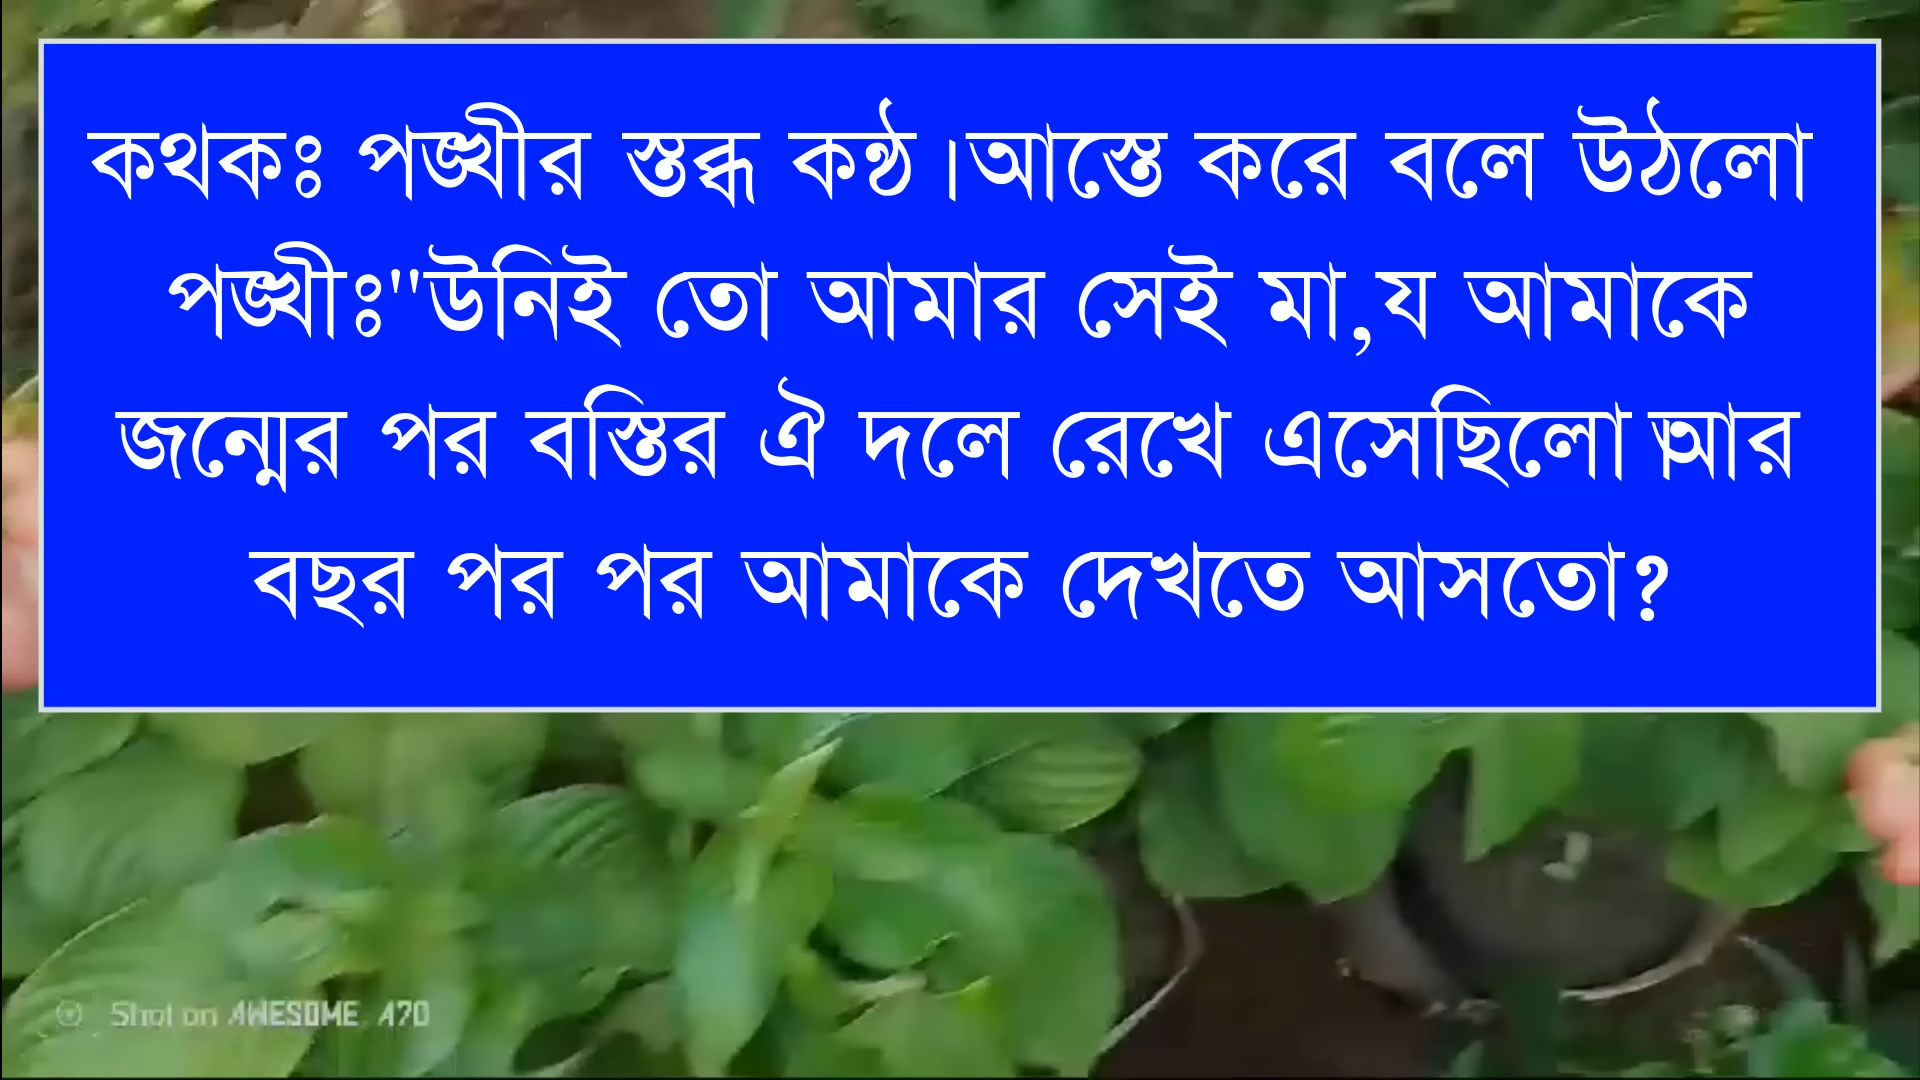 কথকঃ পঙ্খীর স্তব্ধ কন্ঠ।আস্তে করে বলে উঠলো
পঙ্খীঃ"উনিই তো আমার সেই মা,য আমাকে
জন্মের পর বস্তির ঐ দলে রেখে এসেছিলো।আর
বছর পর পর আমাকে দেখতে আসতো?
Shot on AWESOME A70